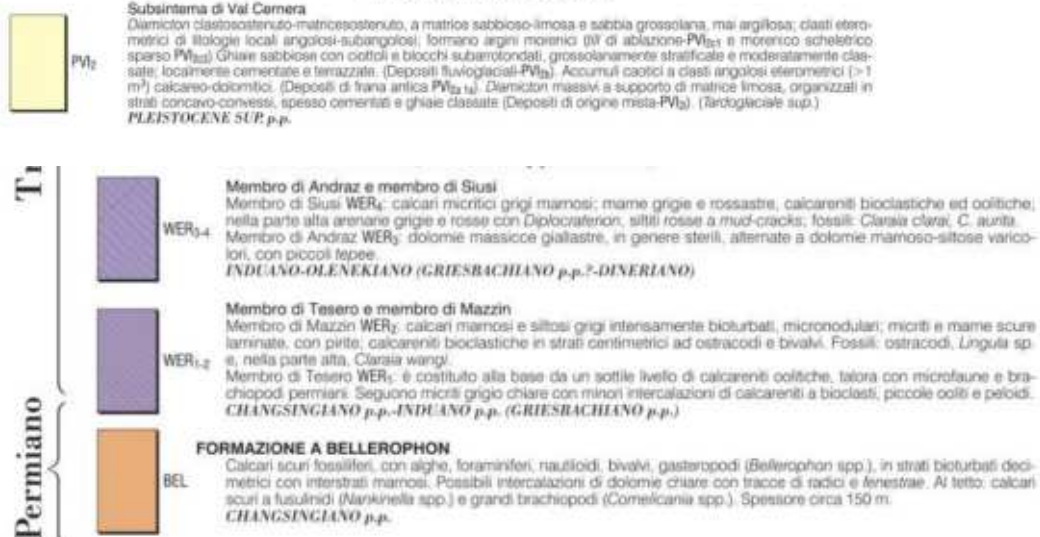 Subsintema di Val Cernera
Diamicton clastosostenuto-matricesostenuto, a matrice sabbioso-limosa e sabbia grossolana, mai argillosa; clasti etero-
metrici di litologie locali angolosi-subangolosi; formano argini morenici (till di ablazione-PVI2c1 e morenico scheletrico
sparso PVI2c2) Ghiaie sabbiose con ciottoli e blocchi subarrotondati, grossolanamente stratificate e moderatamente clas-
sate; localmente cementate e terrazzate. (Depositi fluvioglaciali-PVI2b). Accumuli caotici a clasti angolosi eterometrici (>1
PVI2
m³) calcareo-dolomitici. (Depositi di frana antica PVI2a 1a). Diamicton massivi a supporto di matrice limosa, organizzati in
strati concavo-convessi, spesso cementati e ghiaie classate (Depositi di origine mista-PVI2i). (Tardoglaciale sup.)
PLEISTOCENE SUP. p.p.
Tr
Membro di Andraz e membro di Siusi
Membro di Siusi WER4: calcari micritici grigi marnosi; marne grigie e rossastre, calcareniti bioclastiche ed oolitiche;
nella parte alta arenarie grigie e rosse con Diplocraterion, siltiti rosse a mud-cracks; fossili: Claraia clarai, C. aurita.
WER3-4
Membro di Andraz WER3: dolomie massicce giallastre, in genere sterili, alternate a dolomie marnoso-siltose varico-
lori, con piccoli tepee.
INDUANO-OLENEKIANO (GRIESBACHIANO p.p.?-DINERIANO)
Membro di Tesero e membro di Mazzin
Membro di Mazzin WER2: calcari marnosi e siltosi grigi intensamente bioturbati, micronodulari; micriti e marne scure
laminate, con pirite; calcareniti bioclastiche in strati centimetrici ad ostracodi e bivalvi. Fossili: ostracodi, Lingula sp.
WER1-2
e, nella parte alta, Claraia wangi.
Membro di Tesero WER1: è costituito alla base da un sottile livello di calcareniti oolitiche, talora con microfaune e bra-
chiopodi permiani. Seguono micriti grigio chiare con minori intercalazioni di calcareniti a bioclasti, piccole ooliti e peloidi.
CHANGSINGIANO p.p.-INDUANO p.p. (GRIESBACHIANO p.p.)
Permiano
FORMAZIONE A BELLEROPHON
Calcari scuri fossiliferi, con alghe, foraminiferi, nautiloidi, bivalvi, gasteropodi (Bellerophon spp.), in strati bioturbati deci-
BEL
metrici con interstrati marnosi. Possibili intercalazioni di dolomie chiare con tracce di radici e fenestrae. Al tetto: calcari
scuri a fusulinidi (Nankinella spp.) e grandi brachiopodi (Comelicania spp.). Spessore circa 150 m.
CHANGSINGIANO p.p.